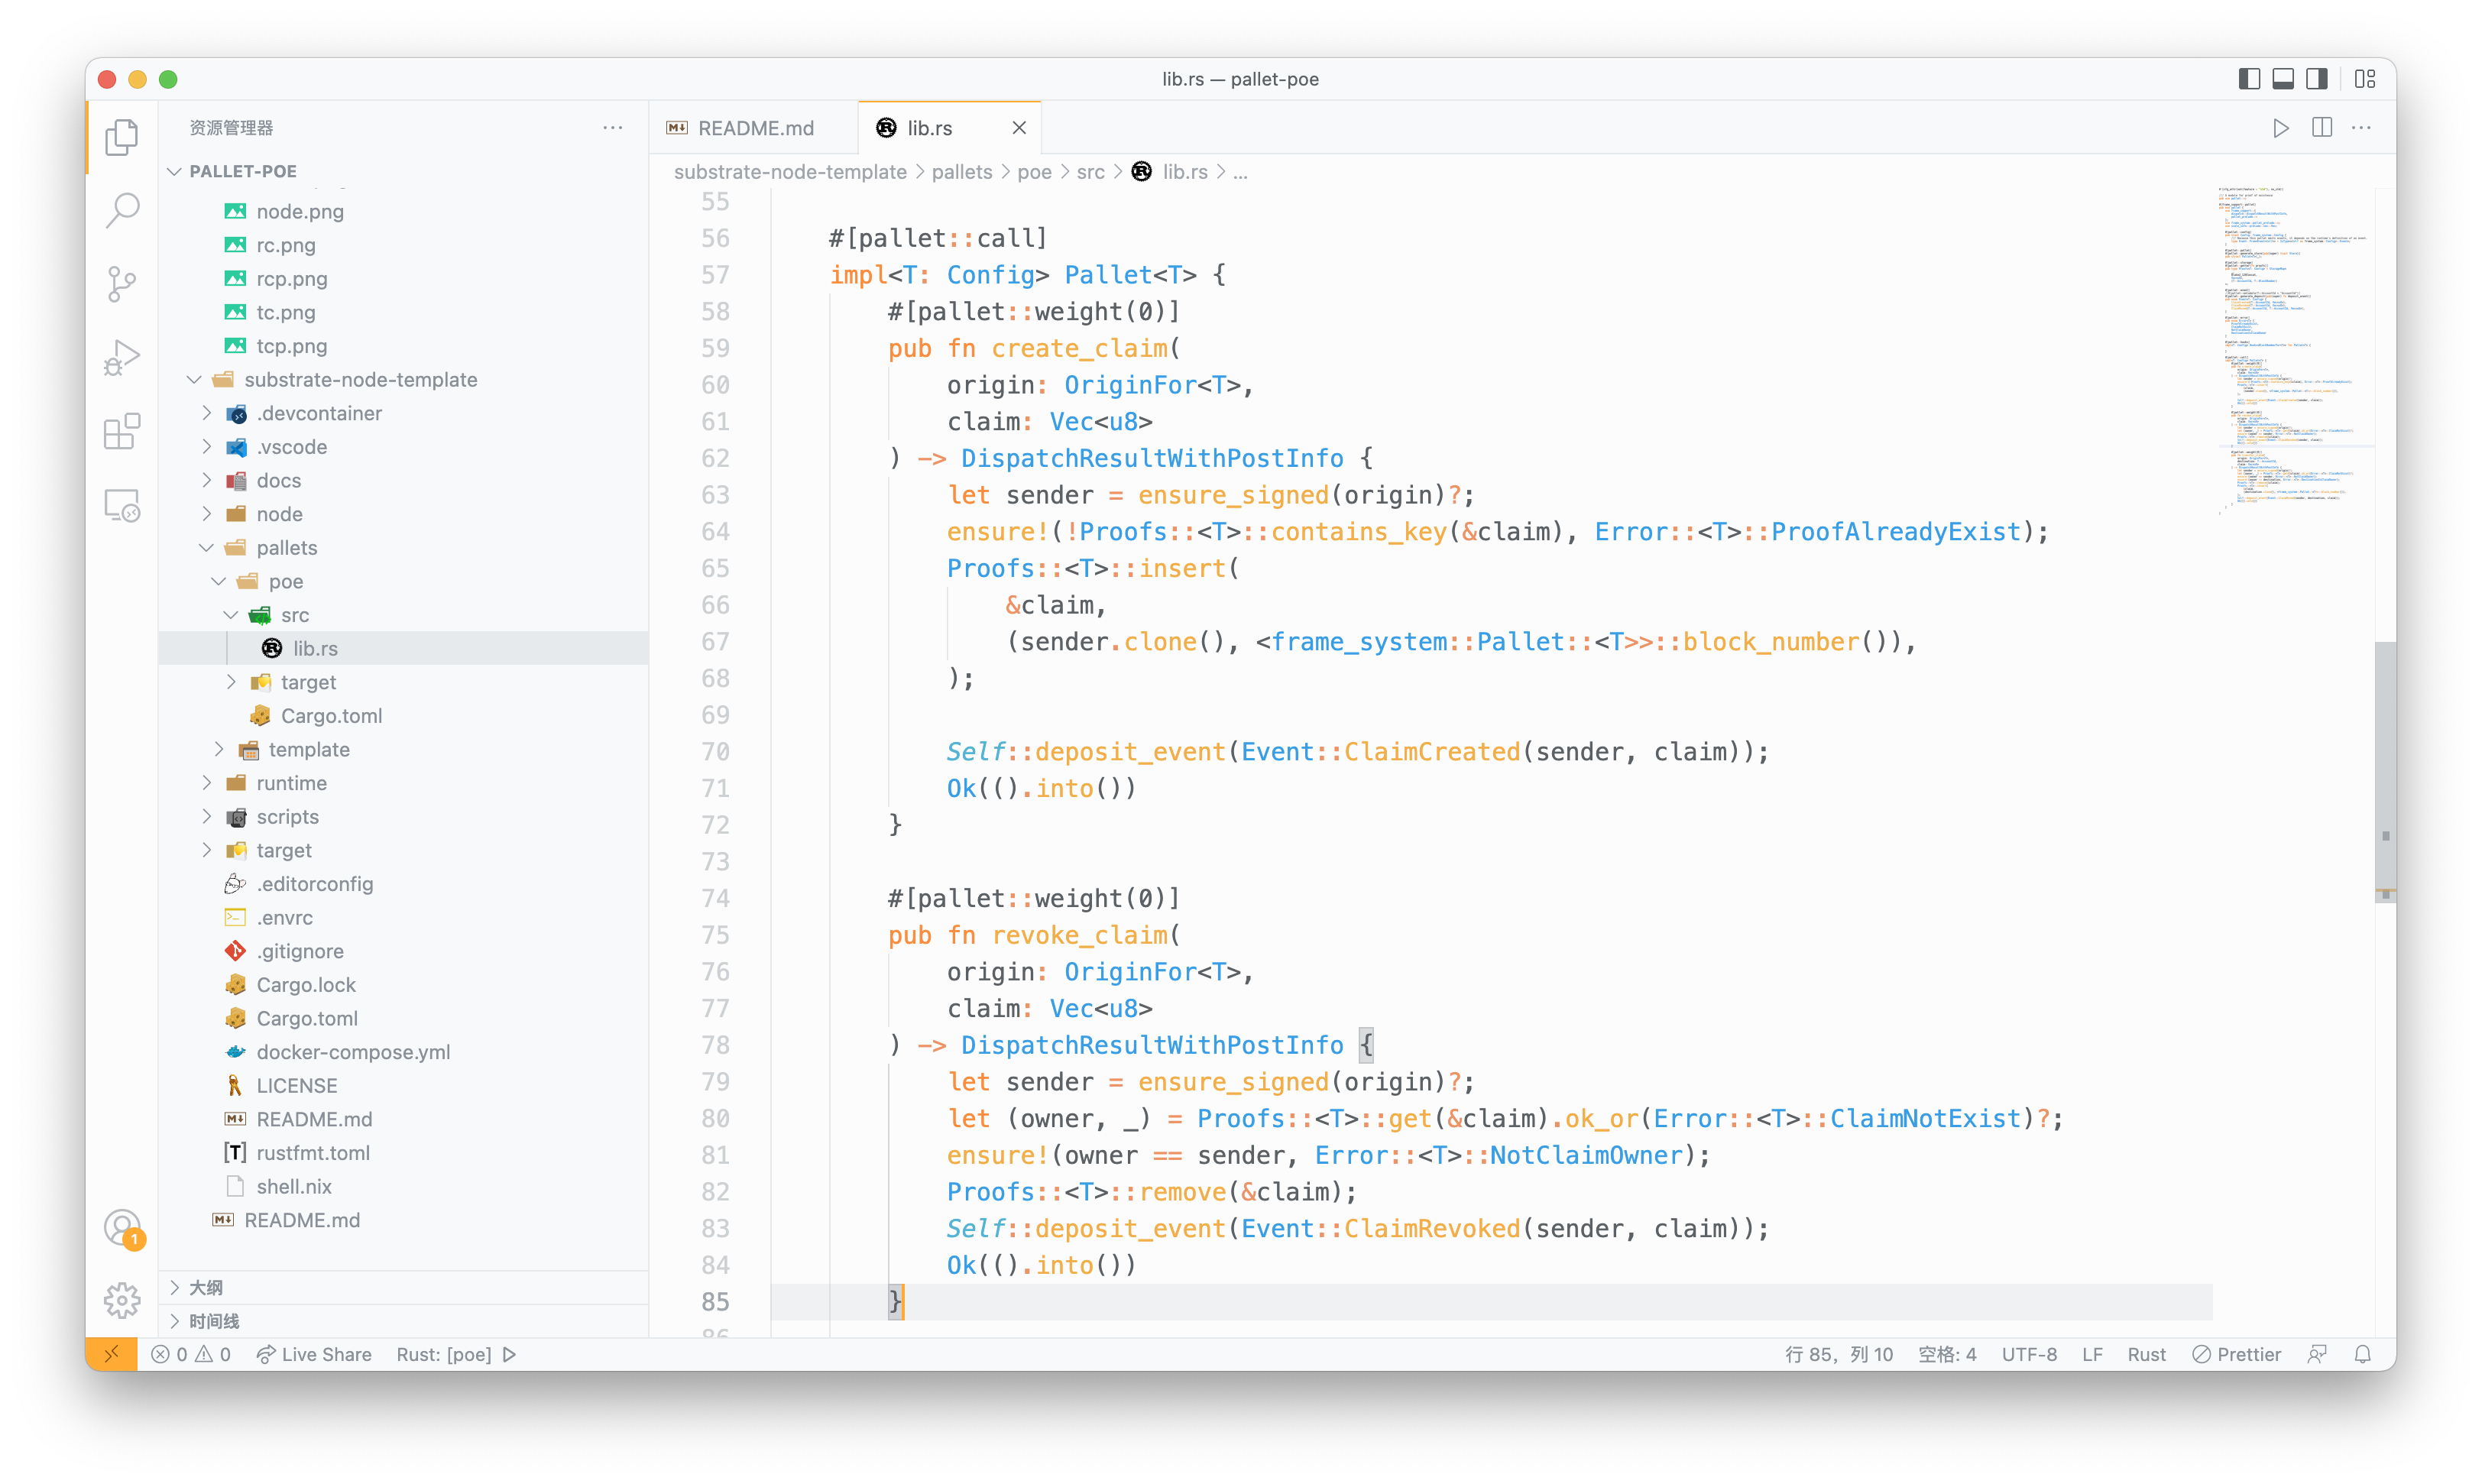 lib.rs — pallet-poe
资源管理器
PALLET-POE
node.png
rc.png
rcp.png
tc.png
tcp.png
substrate-node-template
.devcontainer
.vscode
docs
node
pallets
poe
src
lib.rs
target
Cargo.toml
template
runtime
scripts
target
.editorconfig
.envrc
.gitignore
Cargo.lock
Cargo.toml
docker-compose.yml
LICENSE
README.md
rustfmt.toml
shell.nix
README.md
大纲
时间线
README.md lib.rs
substrate-node-template > pallets > poe > src > lib.rs > ...
55
56 #[pallet::call]
57 impl<T: Config> Pallet<T> {
58 #[pallet::weight(0)]
59 pub fn create_claim(
60 origin: OriginFor<T>,
61 claim: Vec<u8>
62 ) -> DispatchResultWithPostInfo {
63 let sender = ensure_signed(origin)?;
64 ensure!(!Proofs::<T>::contains_key(&claim), Error::<T>::ProofAlreadyExist);
65 Proofs::<T>::insert(
66 &claim,
67 (sender.clone(), <frame_system::Pallet::<T>>::block_number()),
68 );
69
70 Self::deposit_event(Event::ClaimCreated(sender, claim));
71 Ok(().into())
72 }
73
74 #[pallet::weight(0)]
75 pub fn revoke_claim(
76 origin: OriginFor<T>,
77 claim: Vec<u8>
78 ) -> DispatchResultWithPostInfo {
79 let sender = ensure_signed(origin)?;
80 let (owner, _) = Proofs::<T>::get(&claim).ok_or(Error::<T>::ClaimNotExist)?;
81 ensure!(owner == sender, Error::<T>::NotClaimOwner);
82 Proofs::<T>::remove(&claim);
83 Self::deposit_event(Event::ClaimRevoked(sender, claim));
84 Ok(().into())
85 }
1
0 0 Live Share Rust: [poe] 行 85，列 10 空格: 4 UTF-8 LF Rust Prettier